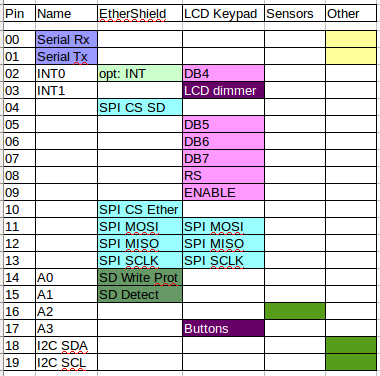 Pin Name EtherShield LCD Keypad Sensors Other
00 Serial Rx
01 Serial Tx
02 INT0 opt: INT DB4
03 INT1 LCD dimmer
04 SPI CS SD
05 DB5
06 DB6
07 DB7
08 RS
09 ENABLE
10 SPI CS Ether
11 SPI MOSI SPI MOSI
12 SPI MISO SPI MISO
13 SPI SCLK SPI SCLK
14 A0 SD Write Prot
15 A1 SD Detect
16 A2
17 A3 Buttons
18 I2C SDA
19 I2C SCL